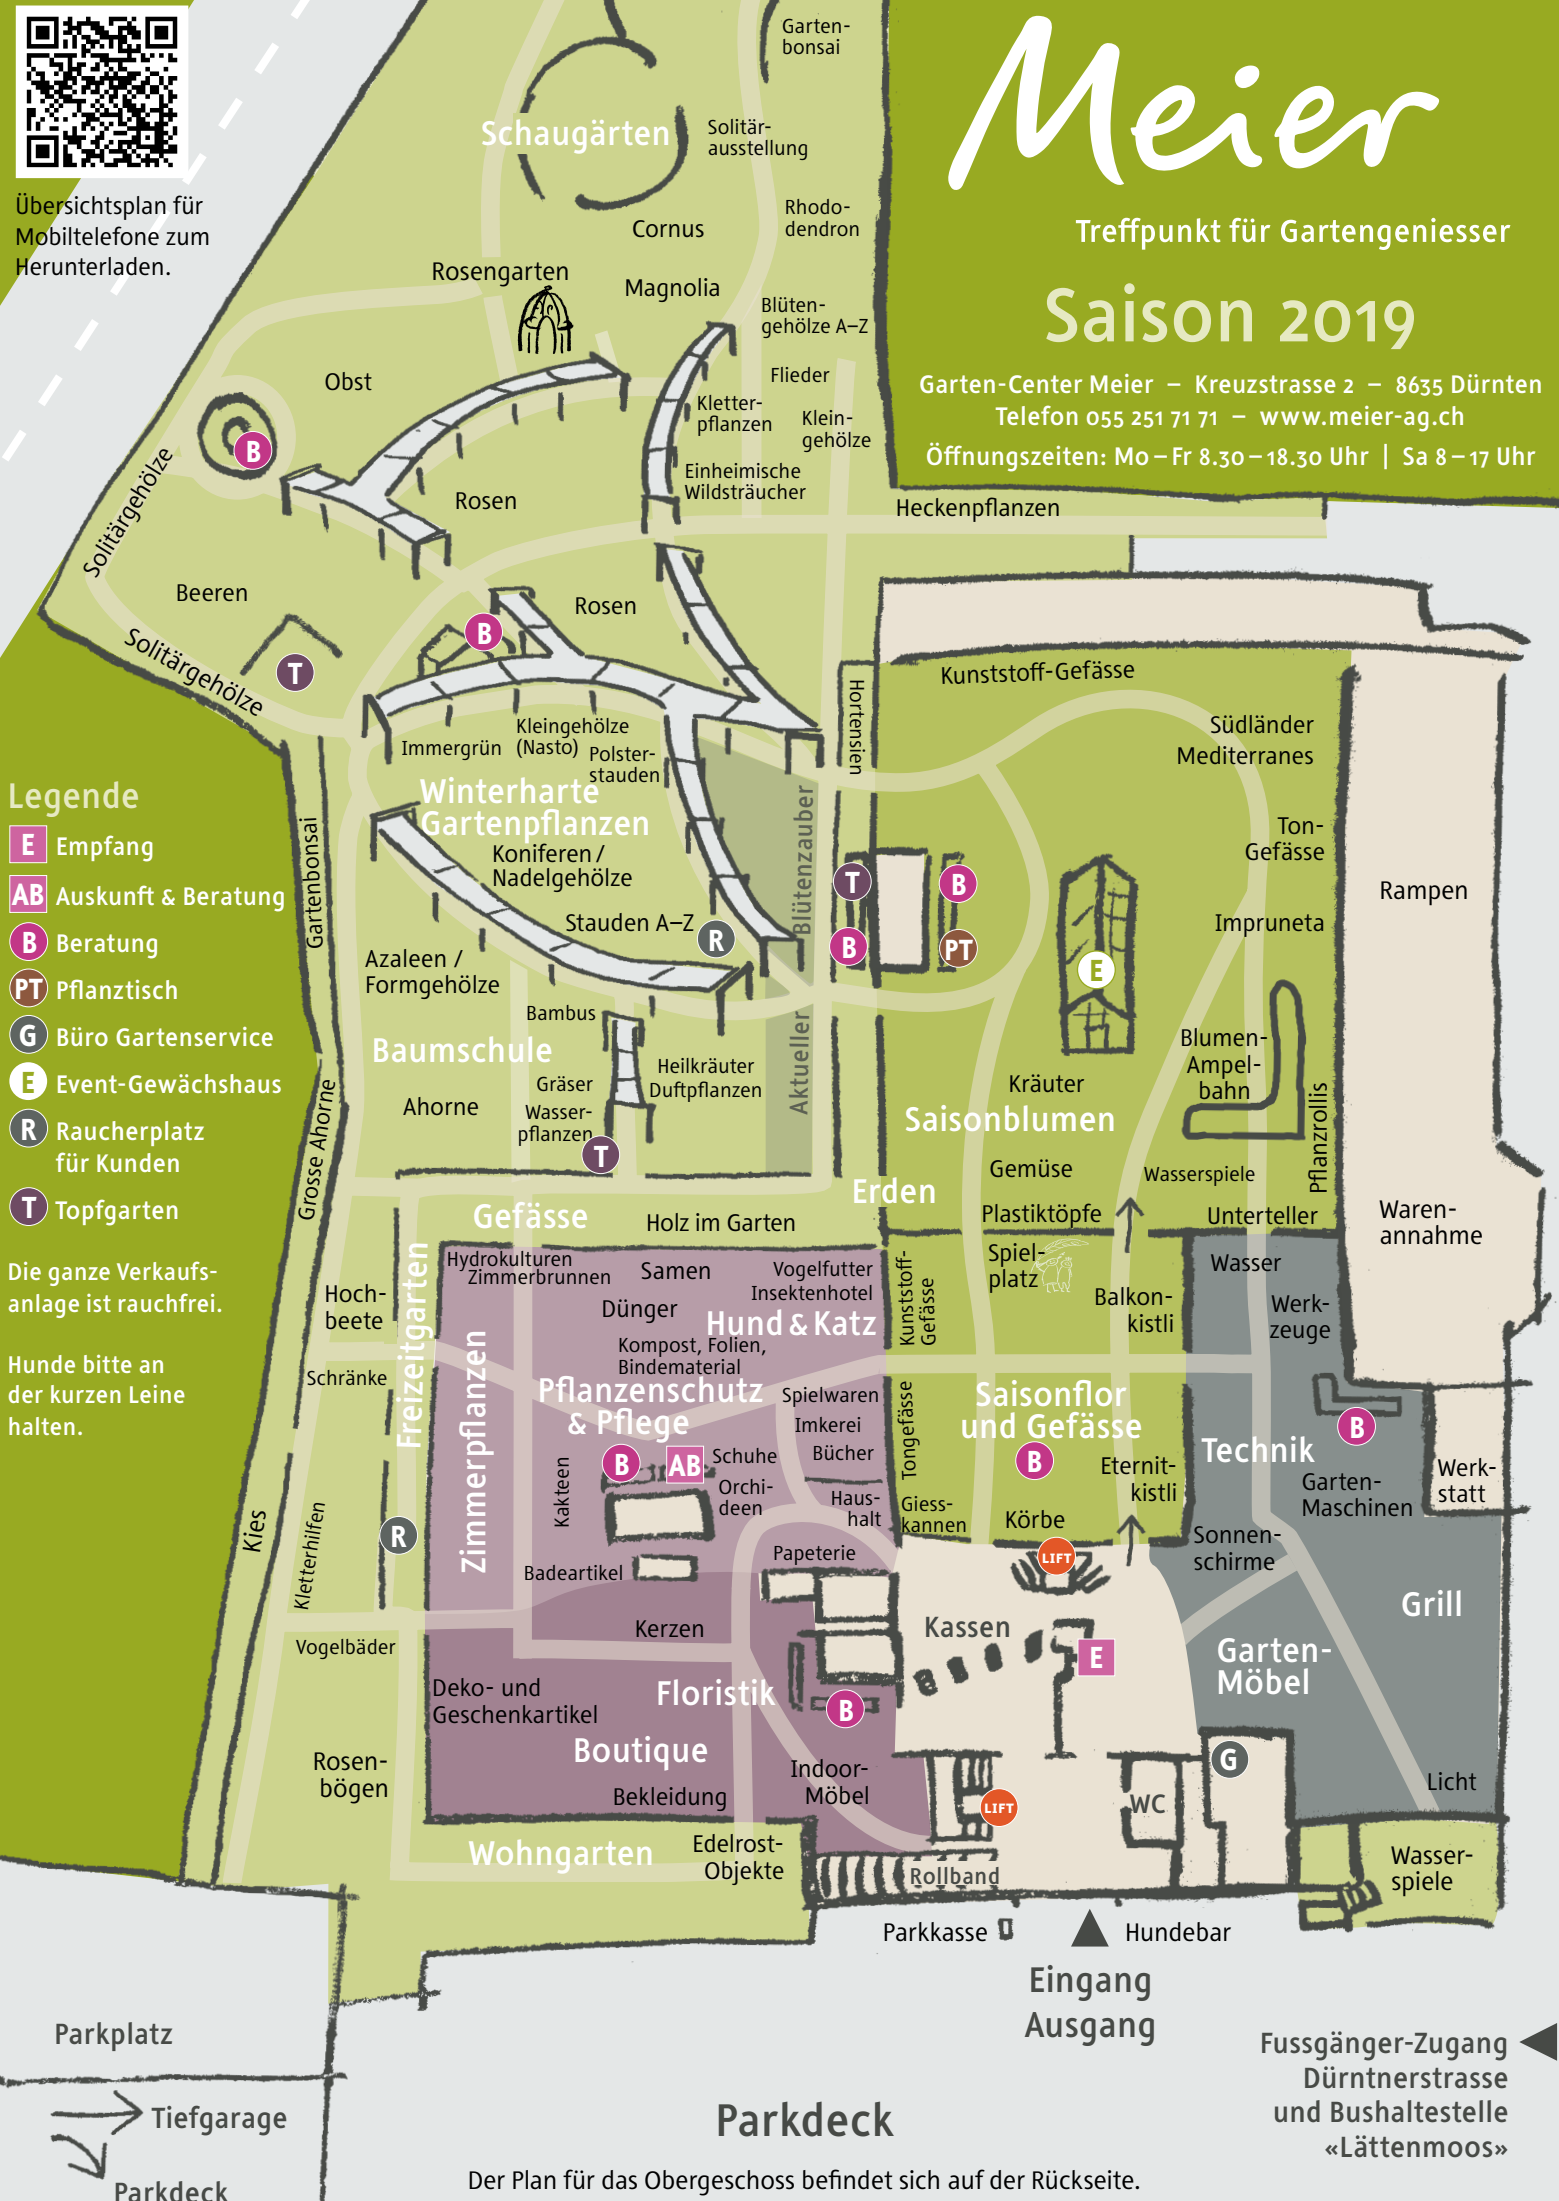 Übersichtsplan für
Mobiltelefone zum
Herunterladen.
Meier
Treffpunkt für Gartengeniesser
Saison 2019
Garten-Center Meier – Kreuzstrasse 2 – 8635 Dürnten
Telefon 055 251 71 71 – www.meier-ag.ch
Öffnungszeiten: Mo – Fr 8.30 – 18.30 Uhr | Sa 8 – 17 Uhr
Garten-
bonsai
Schaugärten
Solitär-
ausstellung
Cornus
Rhodo-
dendron
Rosengarten
Magnolia
Blüten-
gehölze A–Z
Obst
Flieder
Kletter-
pflanzen
Klein-
gehölze
B
Einheimische
Wildsträucher
Rosen
Heckenpflanzen
Solitärgehölze
Beeren
Rosen
B
T
Solitärgehölze
Hortensien
Kunststoff-Gefässe
Südländer
Mediterranes
Immergrün
Kleingehölze
(Nasto)
Polster-
stauden
Winterharte
Gartenpflanzen
Koniferen /
Nadelgehölze
Stauden A–Z
R
Gartenbonsai
Aktueller Blütenzauber
T
B
B
PT
Ton-
Gefässe
Impruneta
Rampen
E
Azaleen /
Formgehölze
Bambus
Baumschule
Heilkräuter
Duftpflanzen
Gräser
Ahorne
Wasser-
pflanzen
T
Grosse Ahorne
Blumen-
Ampel-
bahn
Kräuter
Saisonblumen
Pflanzrollis
Gemüse
Wasserspiele
Erden
Plastiktöpfe
Unterteller
Waren-
annahme
Legende
E Empfang
AB Auskunft & Beratung
B Beratung
PT Pflanztisch
G Büro Gartenservice
E Event-Gewächshaus
R Raucherplatz
für Kunden
T Topfgarten
Die ganze Verkaufs-
anlage ist rauchfrei.
Hunde bitte an
der kurzen Leine
halten.
Gefässe
Holz im Garten
Hydrokulturen
Zimmerbrunnen
Samen
Vogelfutter
Insektenhotel
Dünger
Hund & Katz
Kompost, Folien,
Bindematerial
Pflanzenschutz
& Pflege
Spielwaren
Imkerei
Bücher
B
AB
Schuhe
Orchi-
deen
Kakteen
Haus-
halt
Badeartikel
Papeterie
Zimmerpflanzen
Freizeitgarten
Hoch-
beete
Schränke
Kletterhilfen
Kies
R
Vogelbäder
Rosen-
bögen
Kunststoff-
Gefässe
Spiel-
platz
Balkon-
kistli
Wasser
Werk-
zeuge
Tongefässe
Saisonflor
und Gefässe
B
Eternit-
kistli
Giess-
kannen
Körbe
LIFT
Technik
B
Garten-
Maschinen
Werk-
statt
Sonnen-
schirme
Grill
Kerzen
Kassen
E
Garten-
Möbel
Deko- und
Geschenkartikel
Floristik
B
Boutique
Indoor-
Möbel
Bekleidung
G
Licht
LIFT
WC
Wohngarten
Edelrost-
Objekte
Rollband
Wasser-
spiele
Parkkasse
Hundebar
Eingang
Ausgang
Parkplatz
Tiefgarage
Parkdeck
Parkdeck
Fussgänger-Zugang
Dürntnerstrasse
und Bushaltestelle
«Lättenmoos»
Der Plan für das Obergeschoss befindet sich auf der Rückseite.